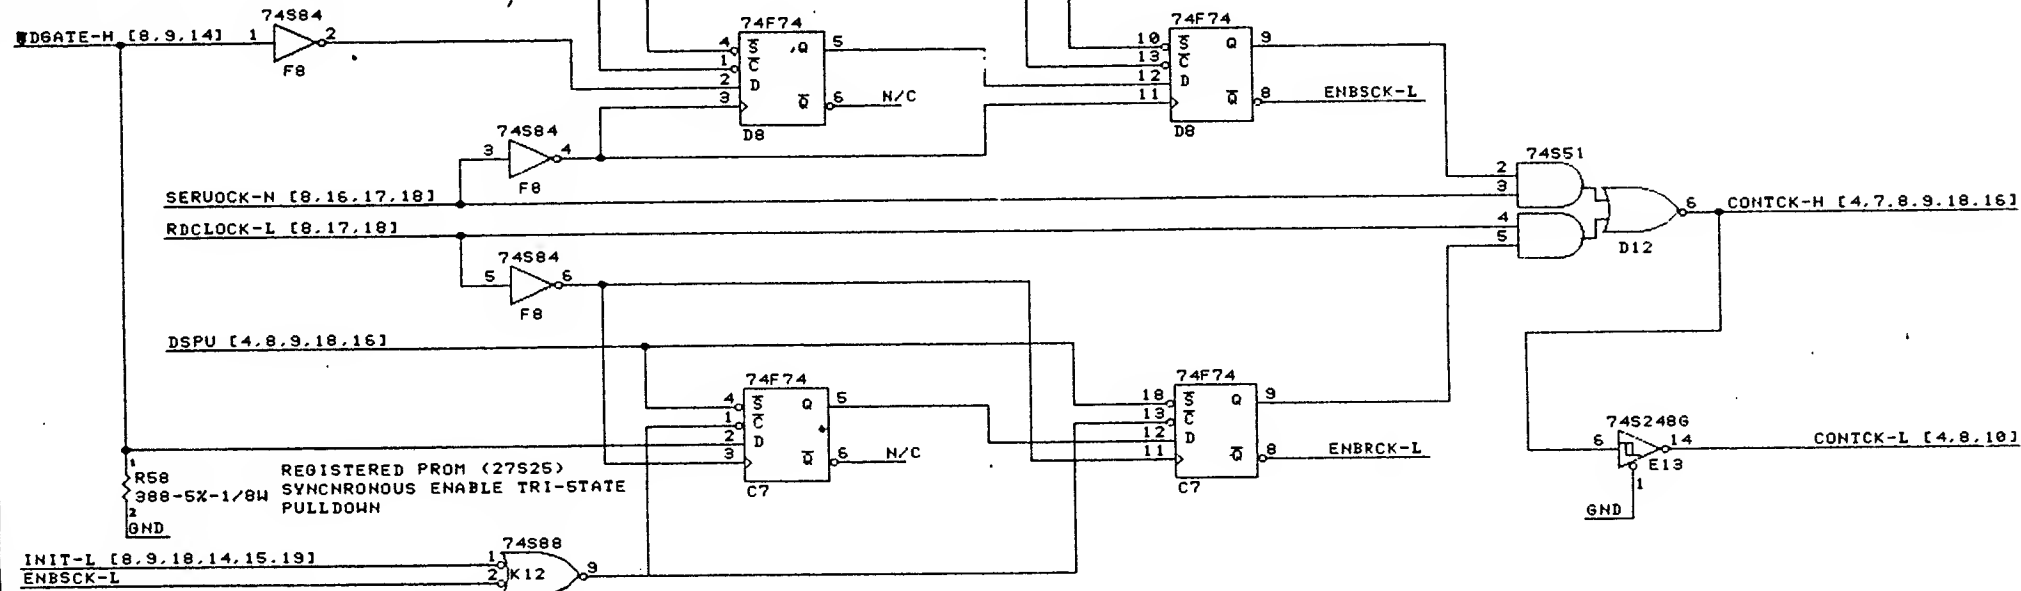 74S84
DGATE-H [8,9,14] 1 2
F8
74F74
4 S Q 5
1 C
2 D
3 Q 6 N/C
D8
74F74
10 S Q 9
13 C
12 D
11 Q 8 ENBSCK-L
D8
74S84
3 4
F8
SERVOCK-N [8,16,17,18]
RDCLOCK-L [8,17,18]
74S84
5 6
F8
74S51
2
3
4
5
6 CONTCK-H [4,7,8,9,18,16]
D12
DSPU [4,8,9,18,16]
74F74
4 S Q 5
1 C
2 D
3 Q 6 N/C
C7
74F74
18 S Q 9
13 C
12 D
11 Q 8 ENBRCK-L
C7
74S248G
6 14 CONTCK-L [4,8,10]
E13
1
GND
1
R58
388-5%-1/8W
2
GND
REGISTERED PROM (27S25)
SYNCNRONOUS ENABLE TRI-STATE
PULLDOWN
74S88
INIT-L [8,9,18,14,15.19] 1
ENBSCK-L 2
K12 9